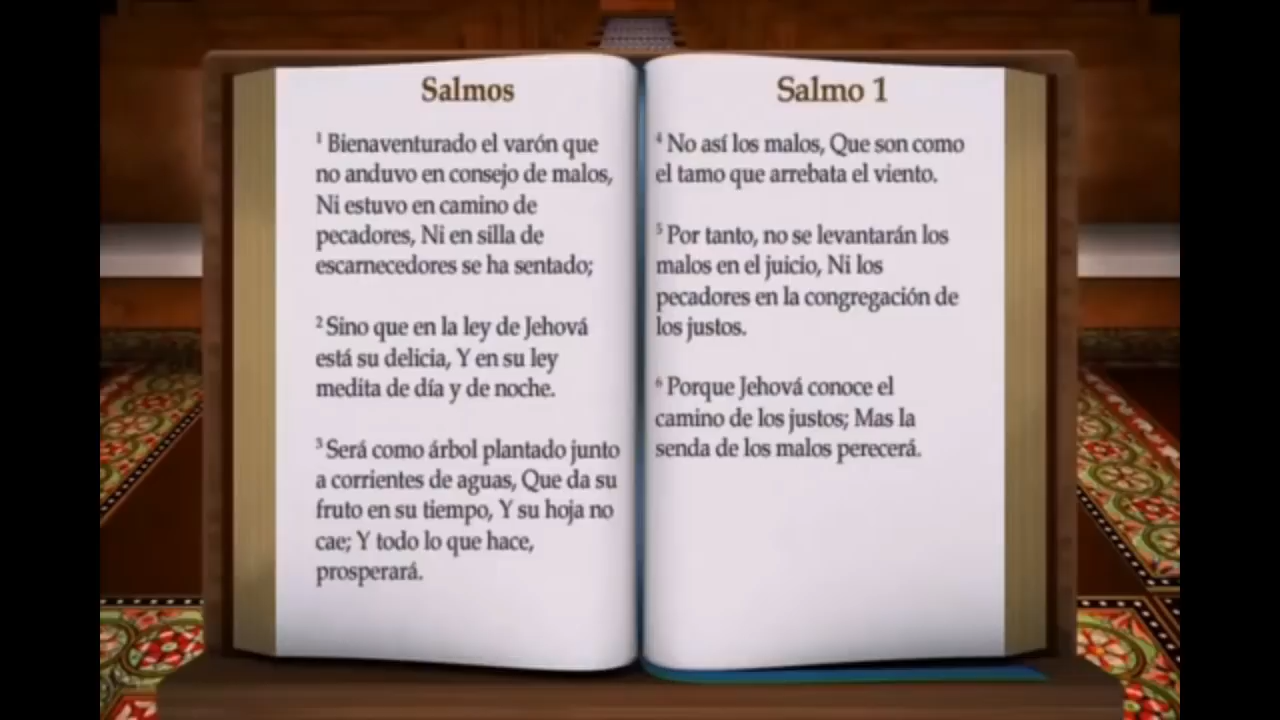 Salmos
¹ Bienaventurado el varón que
no anduvo en consejo de malos,
Ni estuvo en camino de
pecadores, Ni en silla de
escarnecedores se ha sentado;
² Sino que en la ley de Jehová
está su delicia, Y en su ley
medita de día y de noche.
³ Será como árbol plantado junto
a corrientes de aguas, Que da su
fruto en su tiempo, Y su hoja no
cae; Y todo lo que hace,
prosperará.
Salmo 1
⁴ No así los malos, Que son como
el tamo que arrebata el viento.
⁵ Por tanto, no se levantarán los
malos en el juicio, Ni los
pecadores en la congregación de
los justos.
⁶ Porque Jehová conoce el
camino de los justos; Mas la
senda de los malos perecerá.